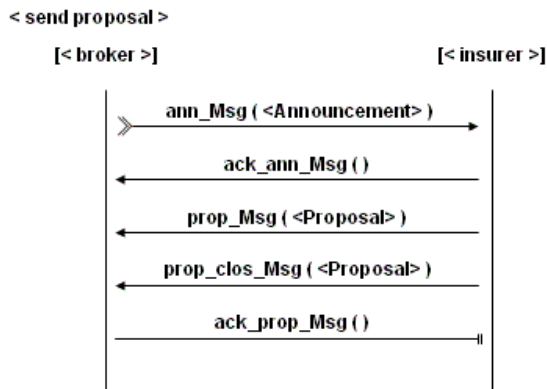 < send proposal >
[< broker >] [< insurer >]
ann_Msg ( <Announcement> )
ack_ann_Msg ( )
prop_Msg ( <Proposal> )
prop_clos_Msg ( <Proposal> )
ack_prop_Msg ( )